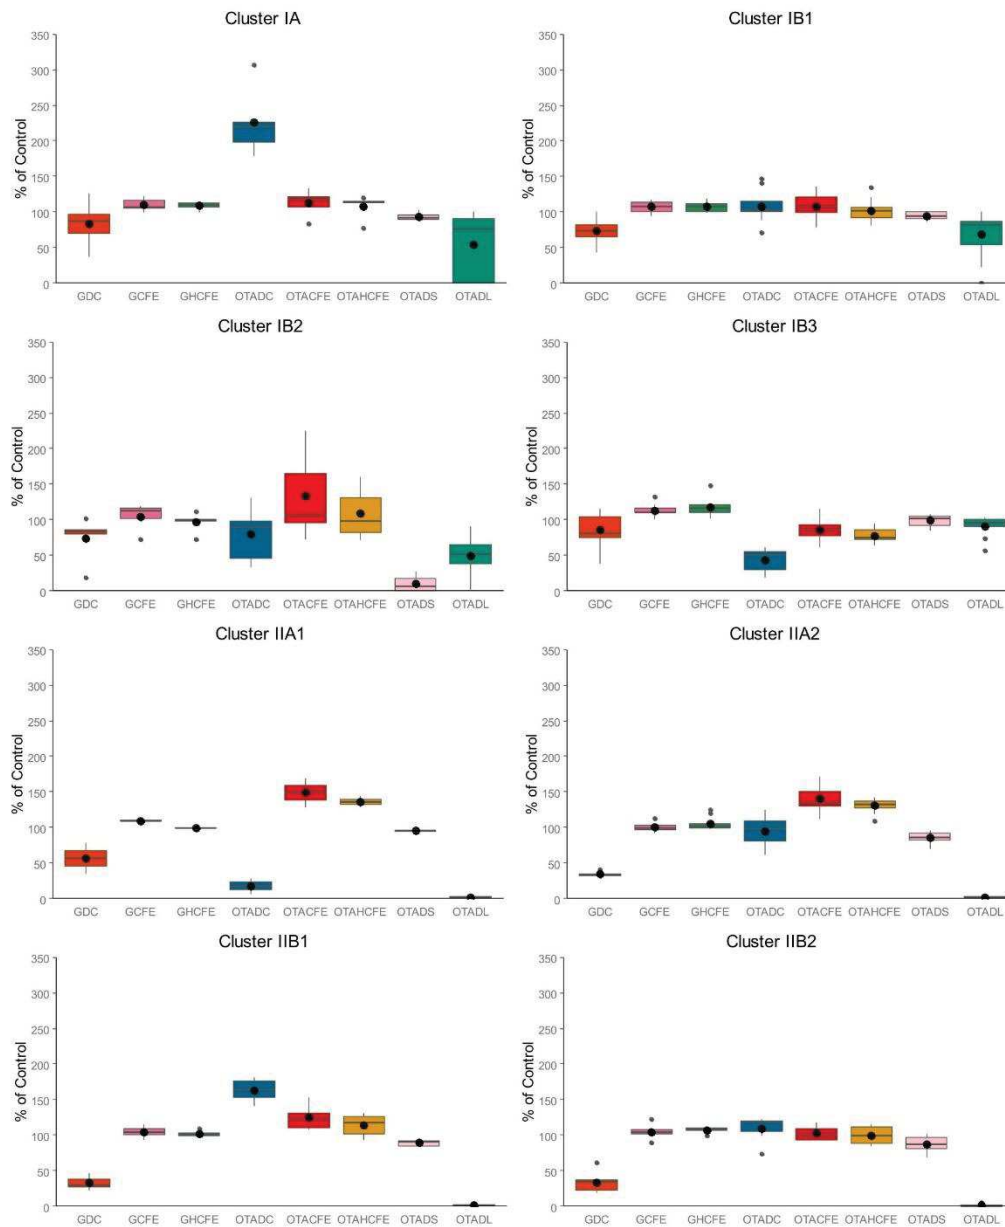 Cluster IA
% of Control
350
300
250
200
150
100
50
0
GDC GCFE GHCFE OTADC OTACFE OTAHCFE OTADS OTADL
Cluster IB1
% of Control
350
300
250
200
150
100
50
0
GDC GCFE GHCFE OTADC OTACFE OTAHCFE OTADS OTADL
Cluster IB2
% of Control
350
300
250
200
150
100
50
0
GDC GCFE GHCFE OTADC OTACFE OTAHCFE OTADS OTADL
Cluster IB3
% of Control
350
300
250
200
150
100
50
0
GDC GCFE GHCFE OTADC OTACFE OTAHCFE OTADS OTADL
Cluster IIA1
% of Control
350
300
250
200
150
100
50
0
GDC GCFE GHCFE OTADC OTACFE OTAHCFE OTADS OTADL
Cluster IIA2
% of Control
350
300
250
200
150
100
50
0
GDC GCFE GHCFE OTADC OTACFE OTAHCFE OTADS OTADL
Cluster IIB1
% of Control
350
300
250
200
150
100
50
0
GDC GCFE GHCFE OTADC OTACFE OTAHCFE OTADS OTADL
Cluster IIB2
% of Control
350
300
250
200
150
100
50
0
GDC GCFE GHCFE OTADC OTACFE OTAHCFE OTADS OTADL